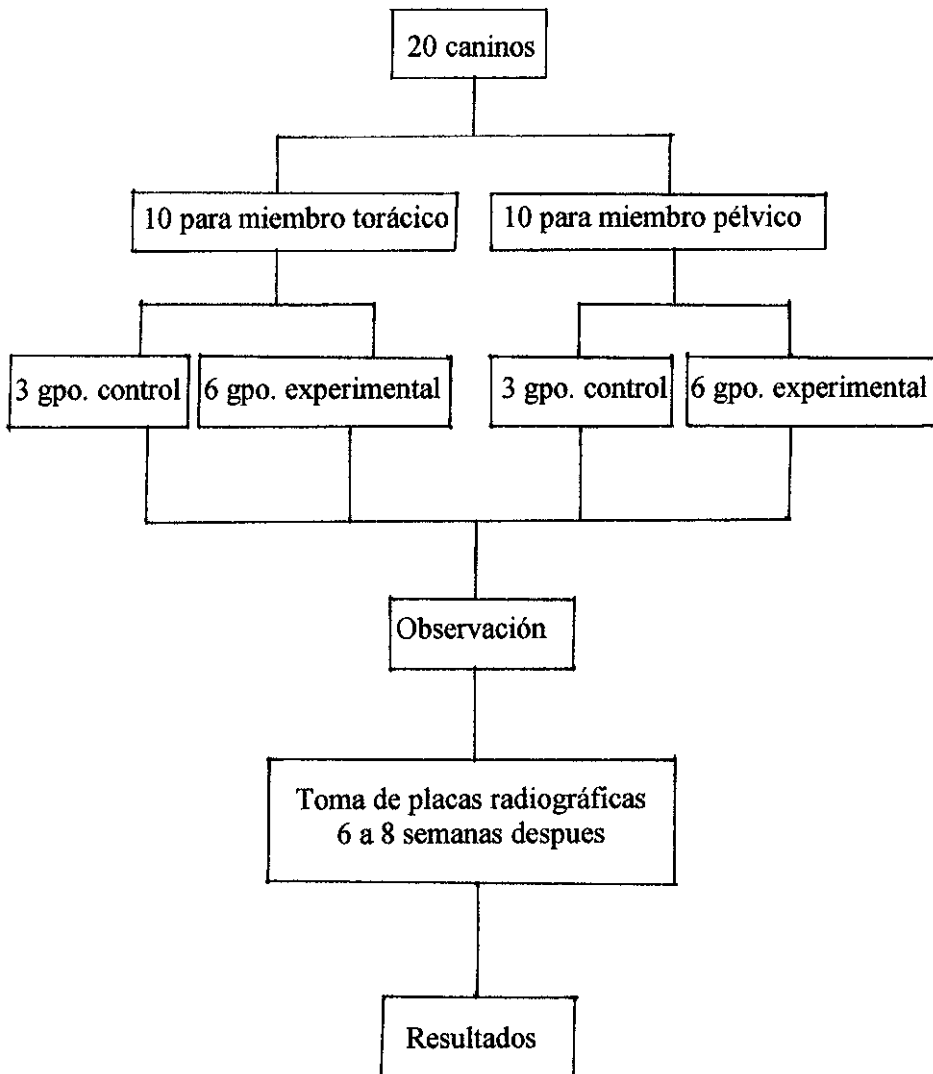 20 caninos
10 para miembro torácico
10 para miembro pélvico
3 gpo. control
6 gpo. experimental
3 gpo. control
6 gpo. experimental
Observación
Toma de placas radiográficas
6 a 8 semanas despues
Resultados